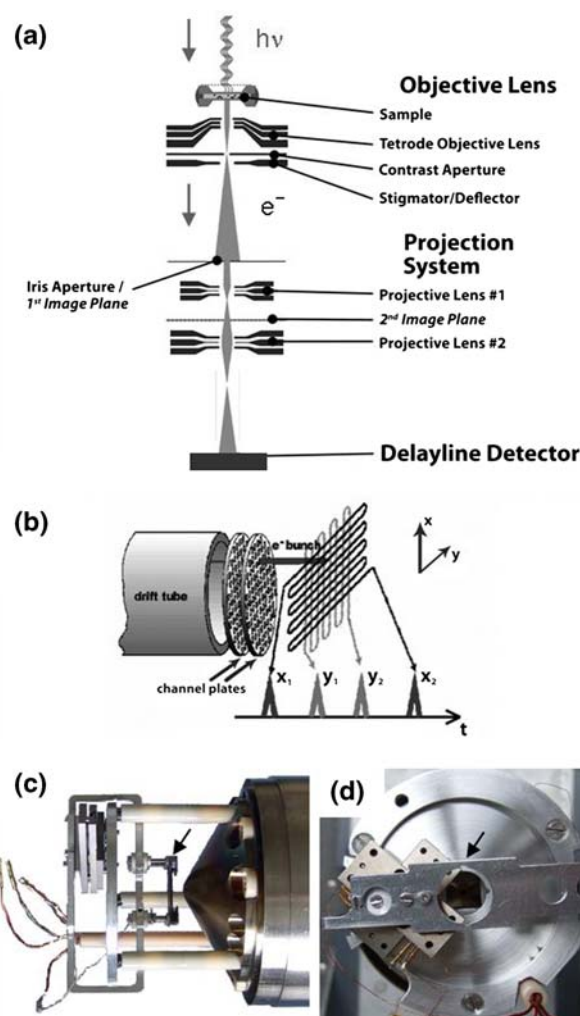 (a)
hν
Objective Lens
Sample
Tetrode Objective Lens
Contrast Aperture
Stigmator/Deflector
e⁻
Projection
System
Iris Aperture /
1st Image Plane
Projective Lens #1
2nd Image Plane
Projective Lens #2
Delayline Detector
(b)
e⁻ bunch
x
y
drift tube
channel plates
x₁
y₁
y₂
x₂
t
(c)
(d)